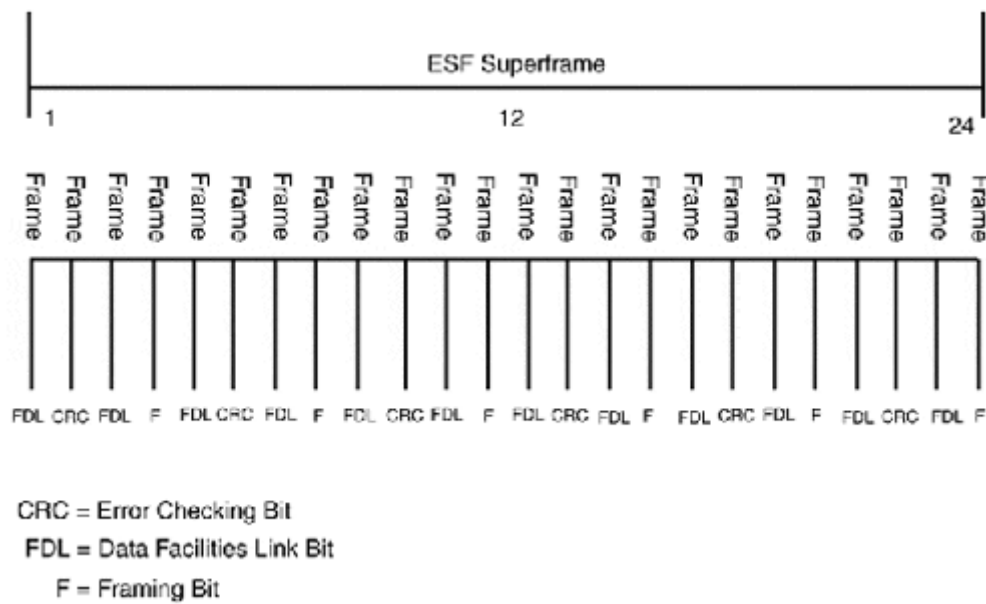 ESF Superframe
1 12 24
Frame Frame Frame Frame Frame Frame Frame Frame Frame Frame Frame Frame Frame Frame Frame Frame Frame Frame Frame Frame Frame Frame Frame Frame
FDL CRC FDL F FDL CRC FDL F FDL CRC FDL F FDL CRC FDL F FDL CRC FDL F FDL CRC FDL F
CRC = Error Checking Bit
FDL = Data Facilities Link Bit
F = Framing Bit